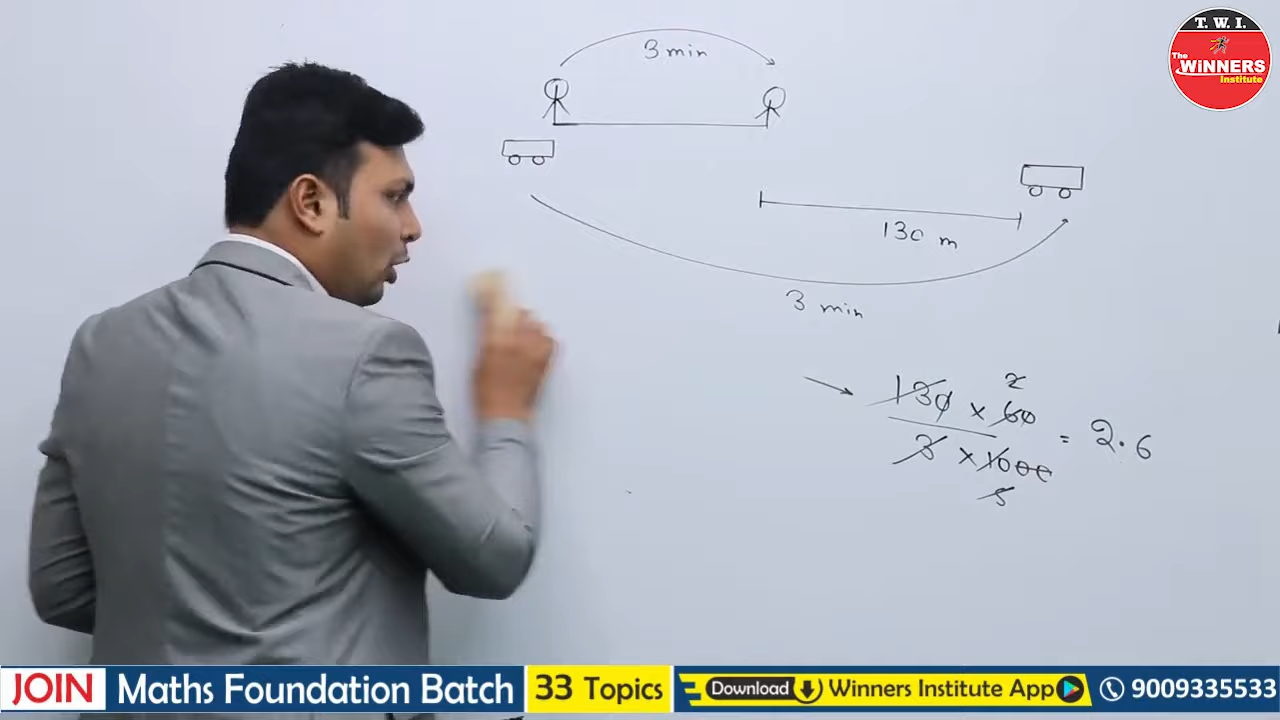 T. W. I.
The
WiNNERS
Institute
3 min
130 m
3 min
130 × 60 / 3 × 1000 = 2.6
2
5
JOIN Maths Foundation Batch 33 Topics Download Winners Institute App 9009335533